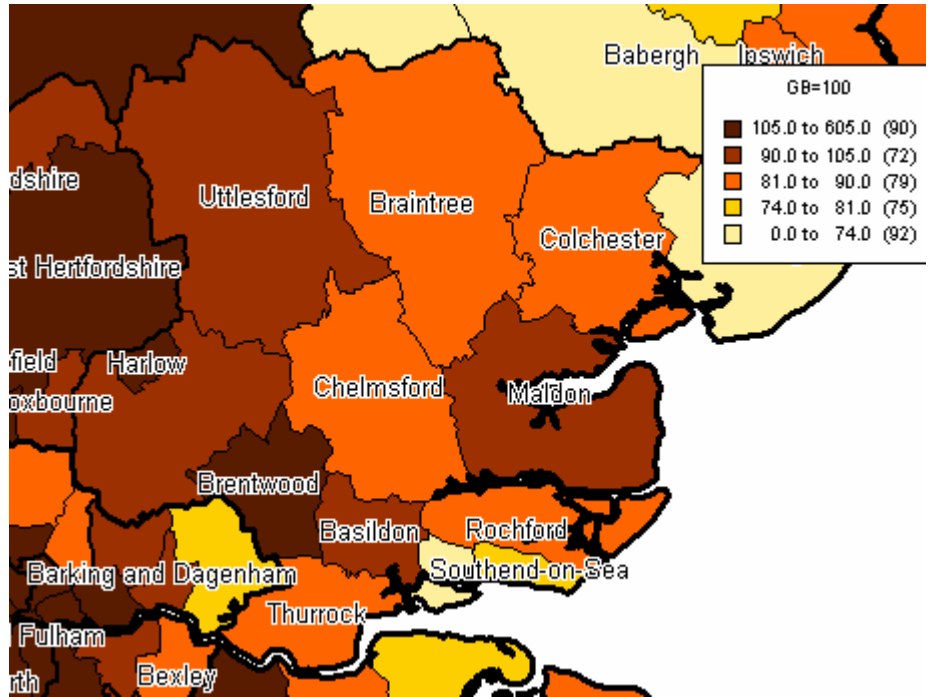 Babergh
Ipswich
GB=100
105.0 to 605.0 (90)
90.0 to 105.0 (72)
81.0 to 90.0 (79)
74.0 to 81.0 (75)
0.0 to 74.0 (92)
dshire
Uttlesford
Braintree
Colchester
st Hertfordshire
field
Harlow
oxbourne
Chelmsford
Maldon
Brentwood
Basildon
Rochford
Barking and Dagenham
Southend-on-Sea
Thurrock
Fulham
Bexley
rth